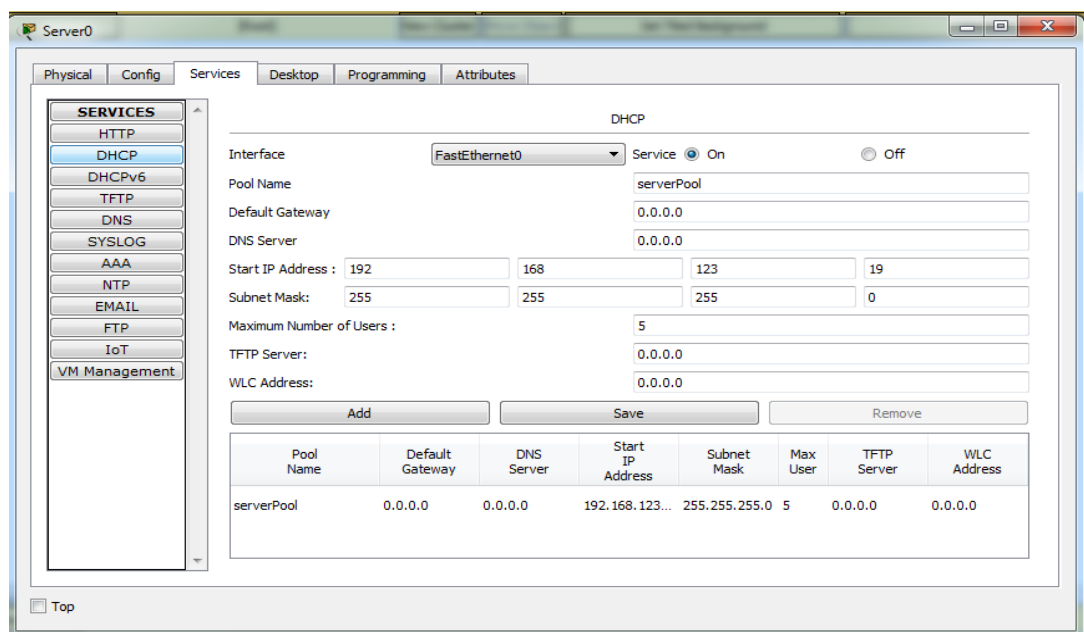 Server0
Physical Config Services Desktop Programming Attributes
SERVICES
HTTP
DHCP
DHCPv6
TFTP
DNS
SYSLOG
AAA
NTP
EMAIL
FTP
IoT
VM Management
DHCP
Interface FastEthernet0 Service On Off
Pool Name serverPool
Default Gateway 0.0.0.0
DNS Server 0.0.0.0
Start IP Address : 192 168 123 19
Subnet Mask: 255 255 255 0
Maximum Number of Users : 5
TFTP Server: 0.0.0.0
WLC Address: 0.0.0.0
Add Save Remove
Pool Name Default Gateway DNS Server Start IP Address Subnet Mask Max User TFTP Server WLC Address
serverPool 0.0.0.0 0.0.0.0 192.168.123... 255.255.255.0 5 0.0.0.0 0.0.0.0
Top